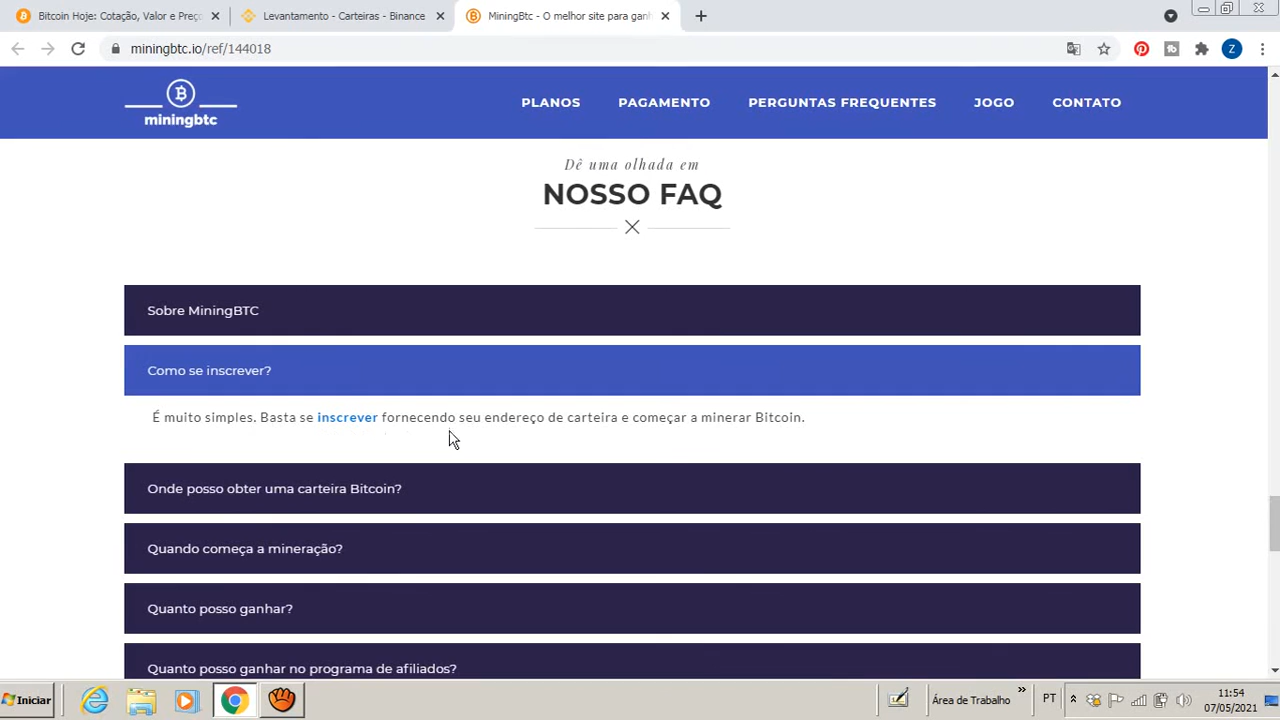 Bitcoin Hoje: Cotação, Valor e Preço
Levantamento - Carteiras - Binance
MiningBtc - O melhor site para ganh
miningbtc.io/ref/144018
Z
miningbtc
PLANOS
PAGAMENTO
PERGUNTAS FREQUENTES
JOGO
CONTATO
Dê uma olhada em
NOSSO FAQ
Sobre MiningBTC
Como se inscrever?
É muito simples. Basta se inscrever fornecendo seu endereço de carteira e começar a minerar Bitcoin.
Onde posso obter uma carteira Bitcoin?
Quando começa a mineração?
Quanto posso ganhar?
Quanto posso ganhar no programa de afiliados?
Iniciar
Área de Trabalho
PT
11:54
07/05/2021